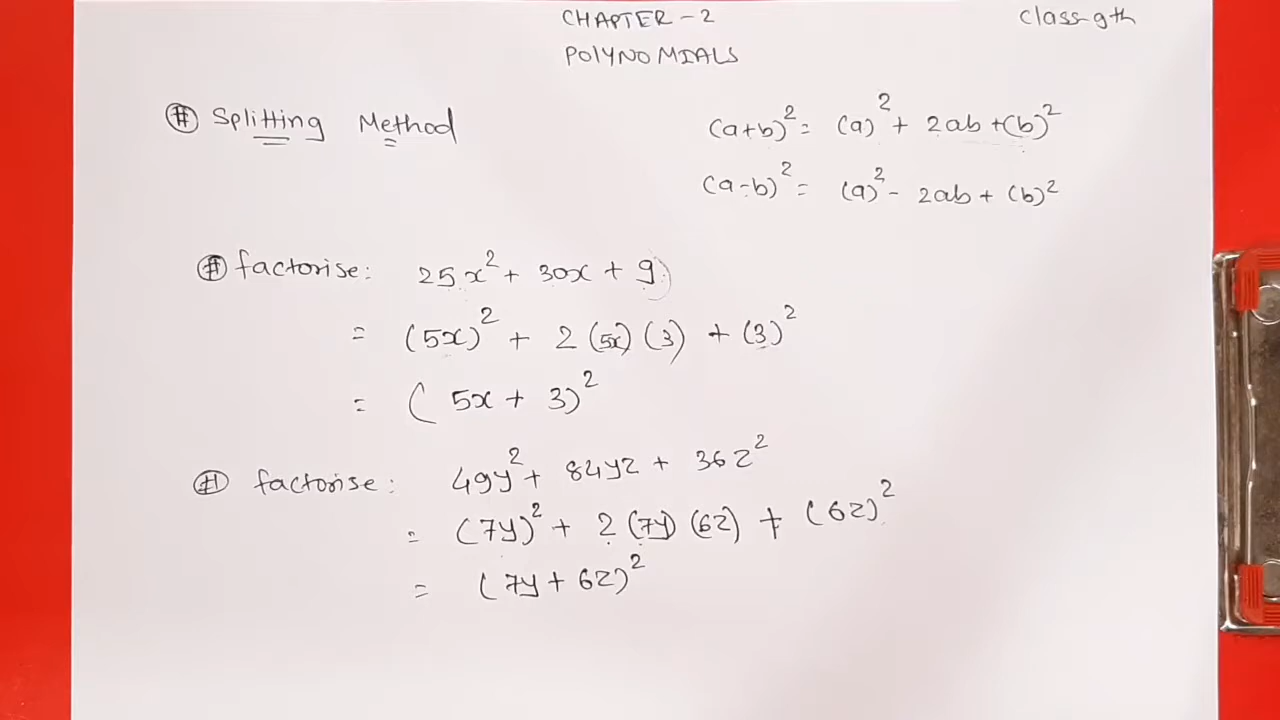 CHAPTER-2 Class-9th
POLYNOMIALS
# Splitting Method
(a+b)² = (a)² + 2ab + (b)²
(a-b)² = (a)² - 2ab + (b)²
# factorise: 25x² + 30x + 9
= (5x)² + 2 (5x) (3) + (3)²
= (5x + 3)²
# factorise: 49y² + 84yz + 36z²
= (7y)² + 2 (7y) (6z) + (6z)²
= (7y + 6z)²